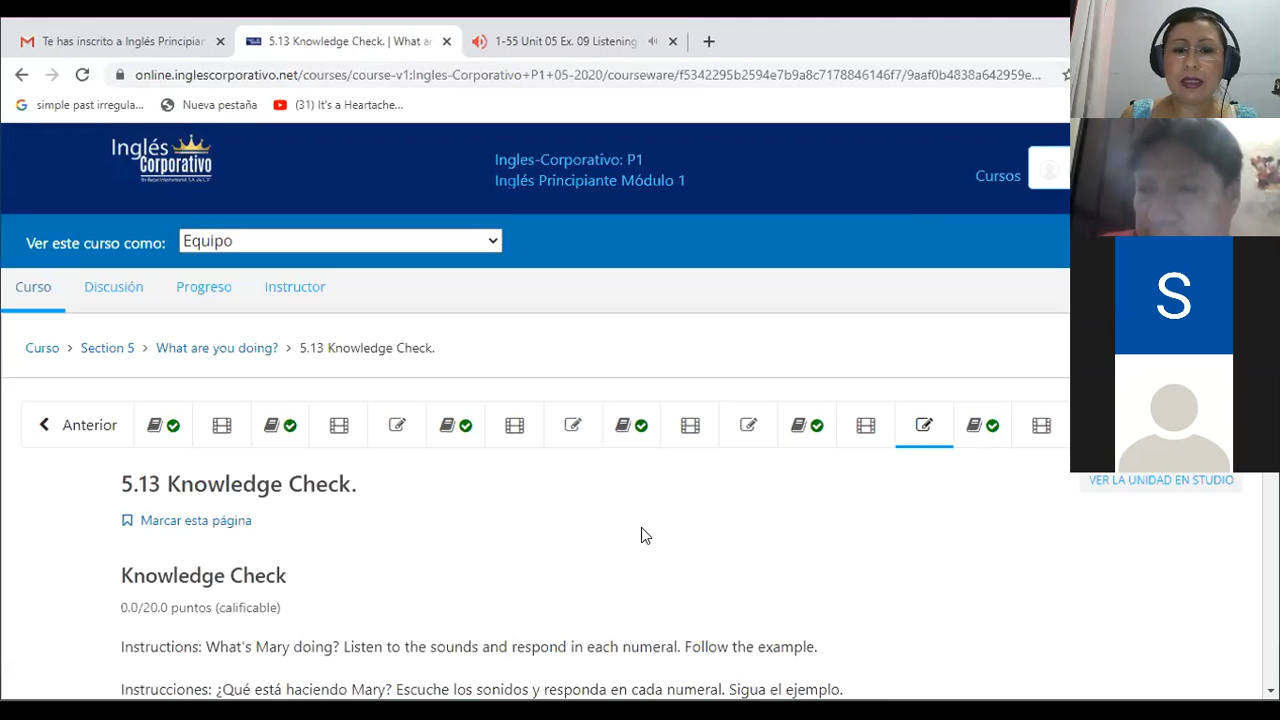 Te has inscrito a Inglés Principian
5.13 Knowledge Check. | What ar
1-55 Unit 05 Ex. 09 Listening
online.inglescorporativo.net/courses/course-v1:Ingles-Corporativo+P1+05-2020/courseware/f5342295b2594e7b9a8c7178846146f7/9aaf0b4838a642959e...
simple past irregula...
Nueva pestaña
(31) It's a Heartache...
Inglés
Corporativo
Ingles-Corporativo: P1
Inglés Principiante Módulo 1
Cursos
Ver este curso como:
Equipo
Curso
Discusión
Progreso
Instructor
Curso > Section 5 > What are you doing? > 5.13 Knowledge Check.
Anterior
S
5.13 Knowledge Check.
VER LA UNIDAD EN STUDIO
Marcar esta página
Knowledge Check
0.0/20.0 puntos (calificable)
Instructions: What's Mary doing? Listen to the sounds and respond in each numeral. Follow the example.
Instrucciones: ¿Qué está haciendo Mary? Escuche los sonidos y responda en cada numeral. Siga el ejemplo.